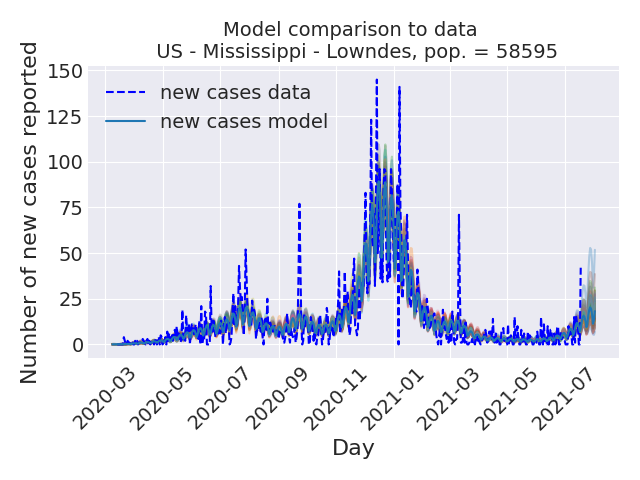 Model comparison to data
US - Mississippi - Lowndes, pop. = 58595
Number of new cases reported
150
125
100
75
50
25
0
new cases data
new cases model
2020-03
2020-05
2020-07
2020-09
2020-11
2021-01
2021-03
2021-05
2021-07
Day